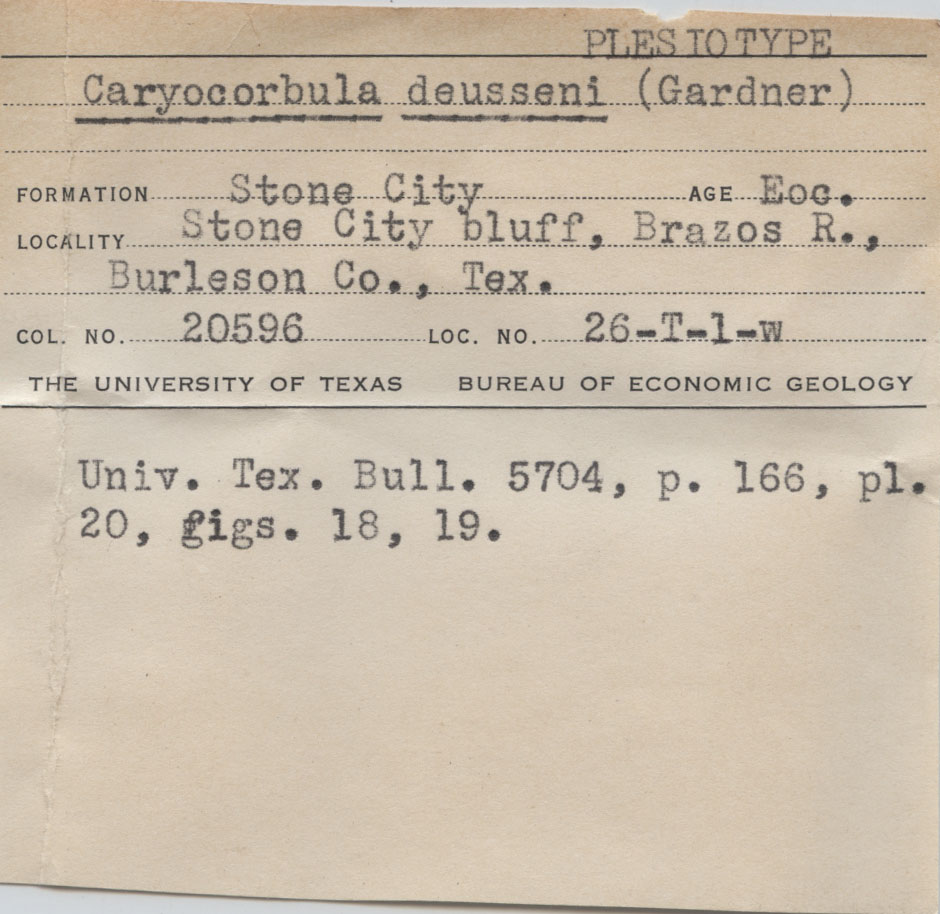 PLESIOTYPE
Caryocorbula deusseni (Gardner)
FORMATION Stone City AGE Eoc.
LOCALITY Stone City bluff, Brazos R.,
Burleson Co., Tex.
COL. NO. 20596 LOC. NO. 26-T-1-w
THE UNIVERSITY OF TEXAS BUREAU OF ECONOMIC GEOLOGY
Univ. Tex. Bull. 5704, p. 166, pl.
20, figs. 18, 19.